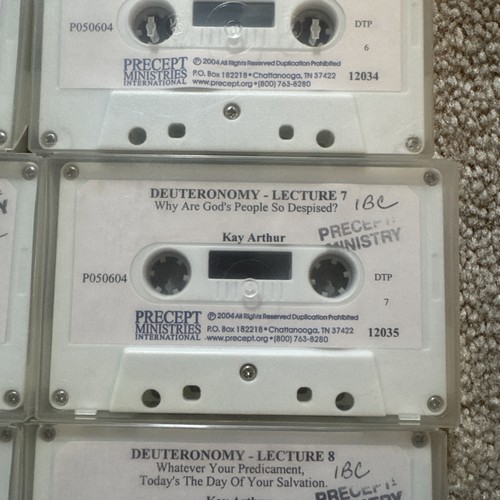 P050604
DTP
6
PRECEPT
MINISTRIES
INTERNATIONAL
℗ 2004 All Rights Reserved Duplication Prohibited
P.O. Box 182218 • Chattanooga, TN 37422
www.precept.org • (800) 763-8280
12034
DEUTERONOMY - LECTURE 7
Why Are God's People So Despised?
IBC
PRECEPT
MINISTRY
Kay Arthur
P050604
DTP
7
PRECEPT
MINISTRIES
INTERNATIONAL
℗ 2004 All Rights Reserved Duplication Prohibited
P.O. Box 182218 • Chattanooga, TN 37422
www.precept.org • (800) 763-8280
12035
DEUTERONOMY - LECTURE 8
Whatever Your Predicament,
Today's The Day Of Your Salvation.
IBC
PRECEPT
Kay Arthur